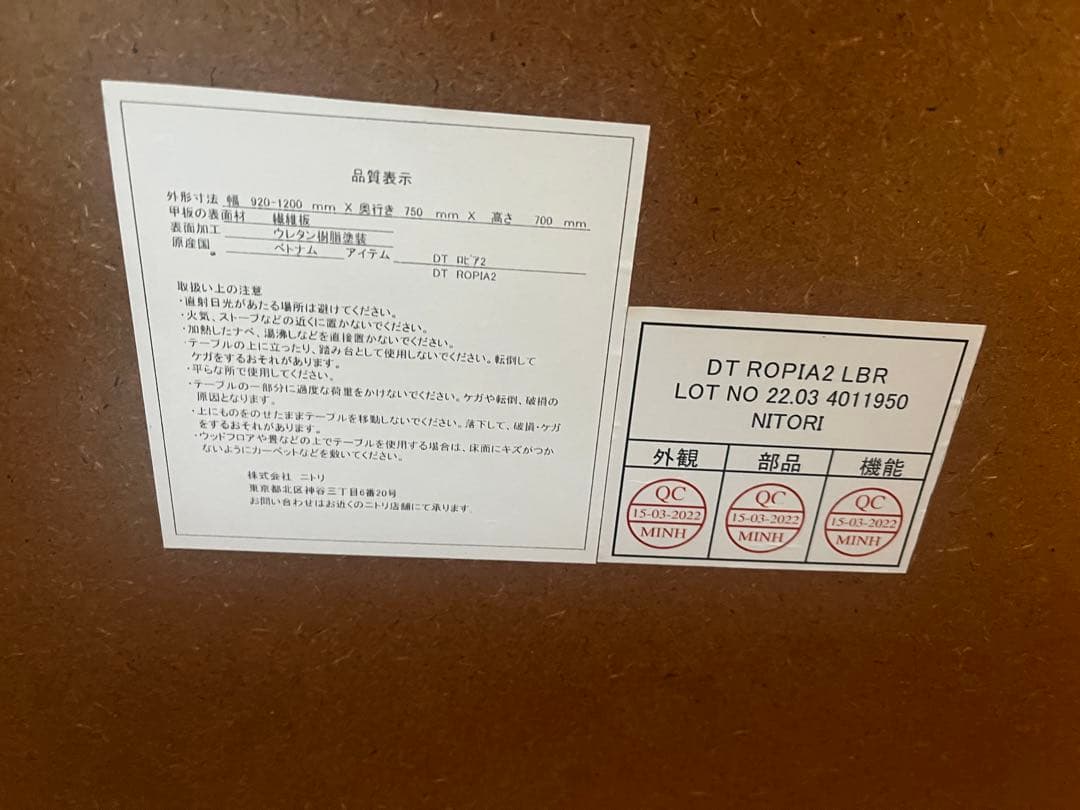 品質表示
外形寸法 幅 920-1200 mm X 奥行き 750 mm X 高さ 700 mm
甲板の表面材 繊維板
表面加工 ウレタン樹脂塗装
原産国 ベトナム アイテム DT ロピア2
DT ROPIA2
取扱い上の注意
・直射日光があたる場所は避けてください。
・火気、ストーブなどの近くに置かないでください。
・加熱したナベ、湯沸しなどを直接置かないでください。
・テーブルの上に立ったり、踏み台として使用しないでください。転倒して
ケガをするおそれがあります。
・平らな所で使用してください。
・テーブルの一部分に過度な荷重をかけないでください。ケガや転倒、破損の
原因となります。
・上にものをのせたままテーブルを移動しないでください。落下して、破損・ケガ
をするおそれがあります。
・ウッドフロアや畳などの上でテーブルを使用する場合は、床面にキズがつか
ないようにカーペットなどを敷いてください。
株式会社 ニトリ
東京都北区神谷三丁目6番20号
お問い合わせはお近くのニトリ店舗にて承ります
DT ROPIA2 LBR
LOT NO 22.03 4011950
NITORI
外観 部品 機能
QC QC QC
15-03-2022 15-03-2022 15-03-2022
MINH MINH MINH